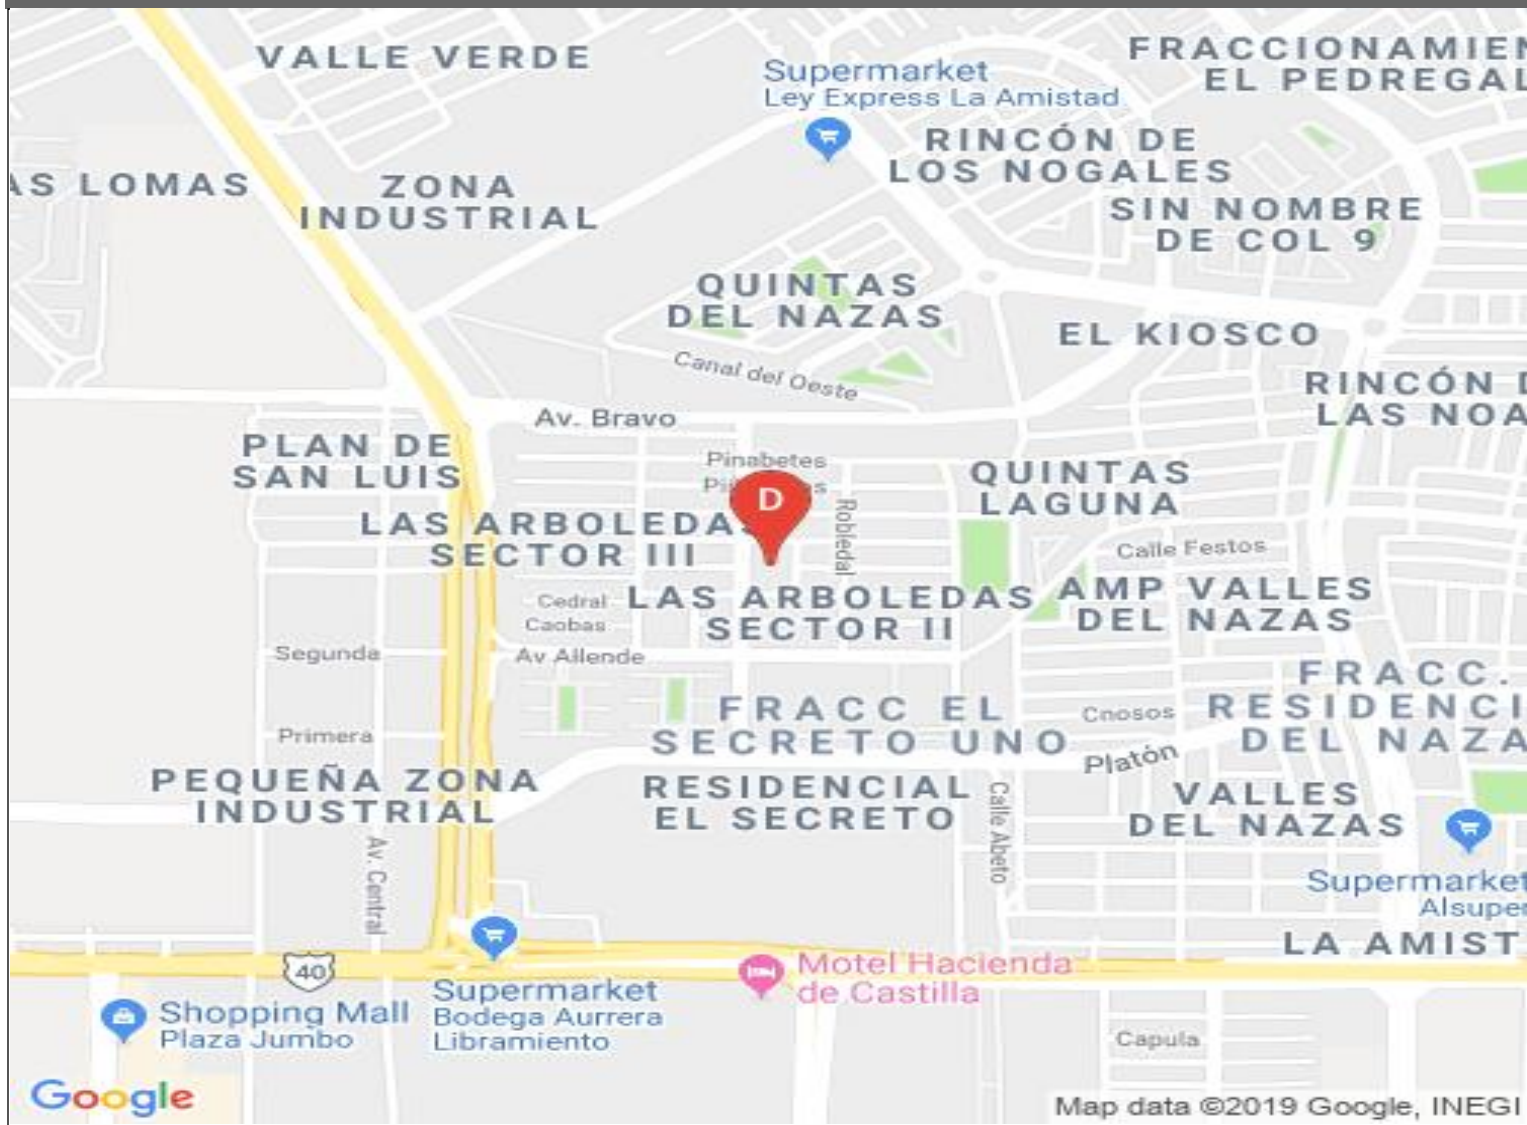 VALLE VERDE
Supermarket
Ley Express La Amistad
FRACCIONAMIEN
EL PEDREGAL
RINCÓN DE
LOS NOGALES
AS LOMAS
ZONA
INDUSTRIAL
SIN NOMBRE
DE COL 9
QUINTAS
DEL NAZAS
EL KIOSCO
Canal del Oeste
RINCÓN D
LAS NOA
Av. Bravo
PLAN DE
SAN LUIS
Pinabetes
QUINTAS
LAGUNA
D
Robledal
LAS ARBOLEDAS
SECTOR III
Calle Festos
Cedral
Caobas
LAS ARBOLEDAS
SECTOR II
AMP VALLES
DEL NAZAS
Segunda
Av Allende
FRACC.
RESIDENCI
DEL NAZA
FRACC EL
SECRETO UNO
Cnosos
Primera
Platón
PEQUEÑA ZONA
INDUSTRIAL
RESIDENCIAL
EL SECRETO
Calle Abeto
VALLES
DEL NAZAS
Av. Central
Supermarket
Alsuper
LA AMIST
40
Motel Hacienda
de Castilla
Shopping Mall
Plaza Jumbo
Supermarket
Bodega Aurrera
Libramiento
Capula
Google
Map data ©2019 Google, INEGI